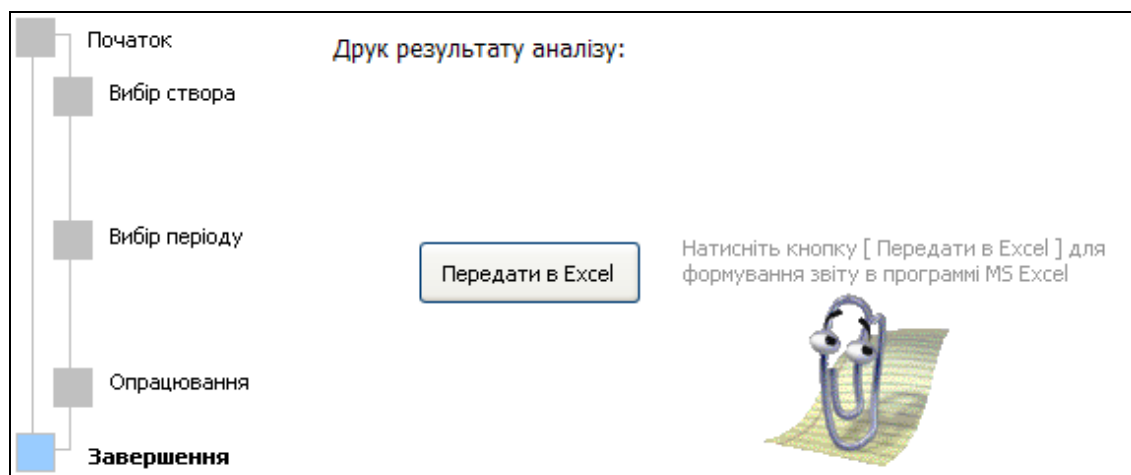 Початок
Друк результату аналізу:
Вибір створа
Вибір періоду
Передати в Excel
Натисніть кнопку [ Передати в Excel ] для
формування звіту в программі MS Excel
Опрацювання
Завершення